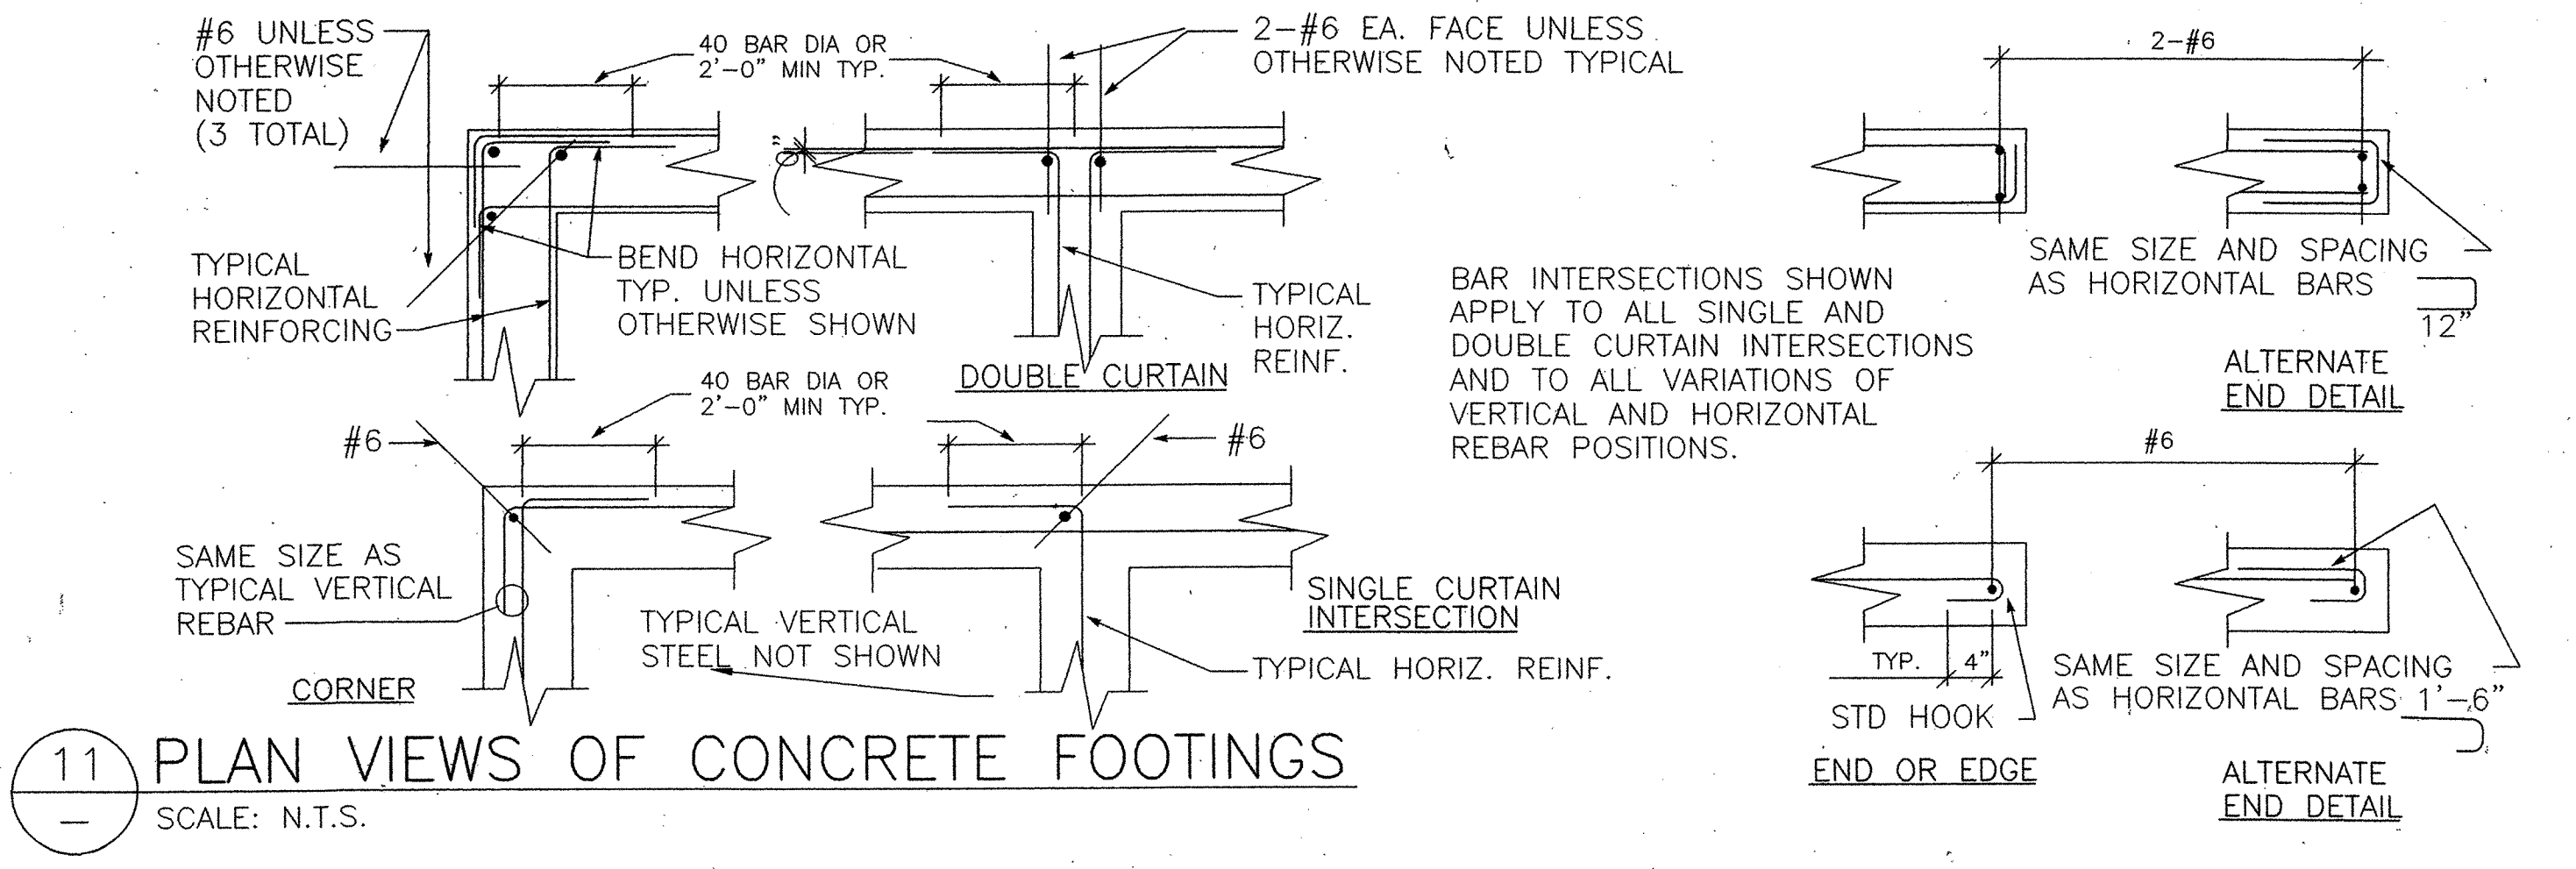 #6 UNLESS
OTHERWISE
NOTED
(3 TOTAL)
40 BAR DIA OR
2'-0" MIN TYP.
2-#6 EA. FACE UNLESS
OTHERWISE NOTED TYPICAL
2-#6
TYPICAL
HORIZONTAL
REINFORCING
BEND HORIZONTAL
TYP. UNLESS
OTHERWISE SHOWN
TYPICAL
HORIZ.
REINF.
DOUBLE CURTAIN
BAR INTERSECTIONS SHOWN
APPLY TO ALL SINGLE AND
DOUBLE CURTAIN INTERSECTIONS
AND TO ALL VARIATIONS OF
VERTICAL AND HORIZONTAL
REBAR POSITIONS.
SAME SIZE AND SPACING
AS HORIZONTAL BARS
12"
ALTERNATE
END DETAIL
40 BAR DIA OR
2'-0" MIN TYP.
#6
#6
#6
SAME SIZE AS
TYPICAL VERTICAL
REBAR
CORNER
TYPICAL VERTICAL
STEEL NOT SHOWN
SINGLE CURTAIN
INTERSECTION
TYPICAL HORIZ. REINF.
TYP. 4"
STD HOOK
END OR EDGE
SAME SIZE AND SPACING
AS HORIZONTAL BARS 1'-6"
ALTERNATE
END DETAIL
11
–
PLAN VIEWS OF CONCRETE FOOTINGS
SCALE: N.T.S.